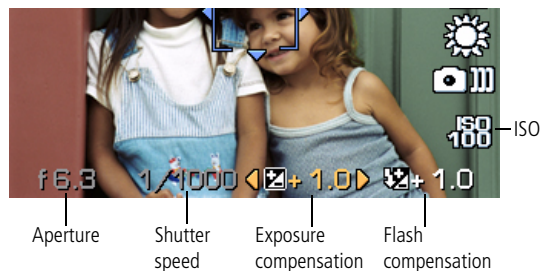 ISO
100
ISO
f 6.3 1/1000 + 1.0 + 1.0
Aperture Shutter speed Exposure compensation Flash compensation